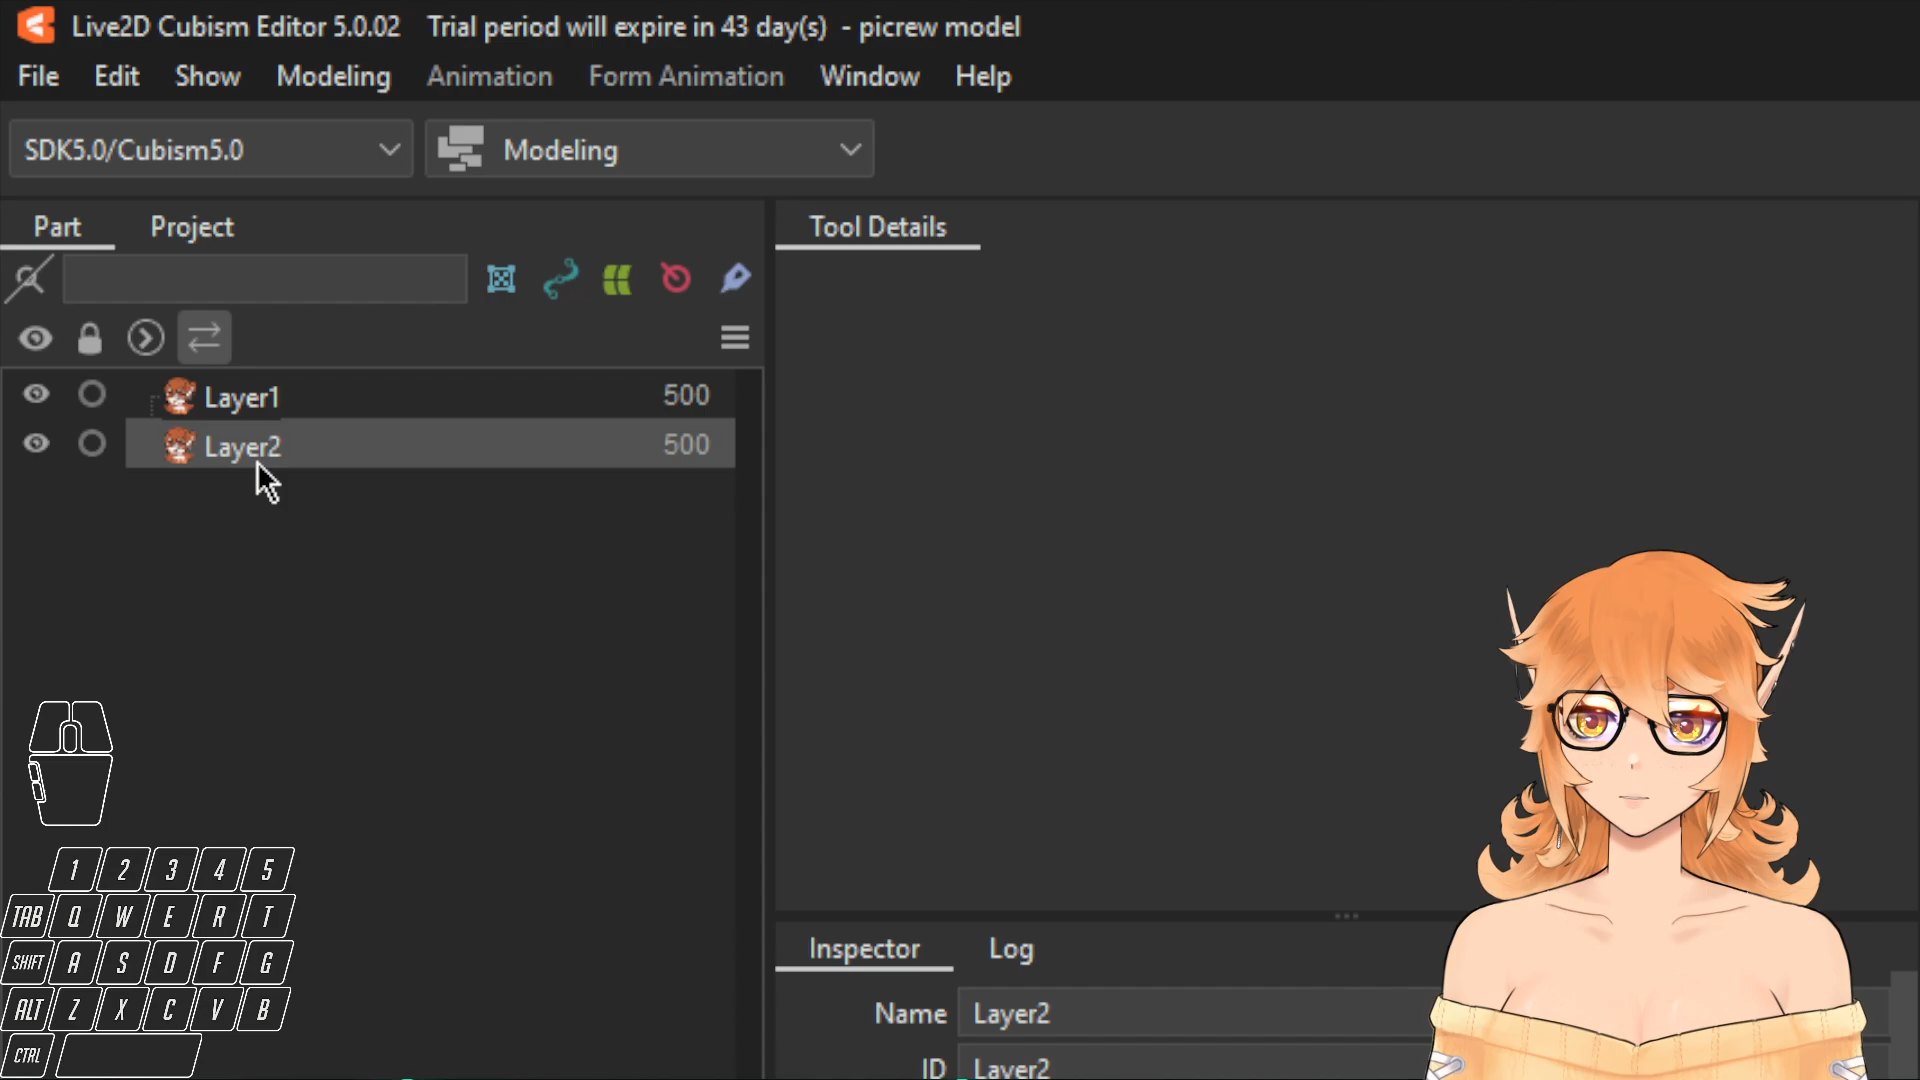 Live2D Cubism Editor 5.0.02 Trial period will expire in 43 day(s) - picrew model
File Edit Show Modeling Animation Form Animation Window Help
SDK5.0/Cubism5.0 Modeling
Part Project Tool Details
Layer1 500
Layer2 500
1 2 3 4 5
TAB Q W E R T
SHIFT A S D F G
ALT Z X C V B
CTRL
Inspector Log
Name Layer2
ID Layer2